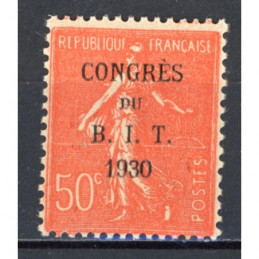 REPUBLIQUE FRANÇAISE
CONGRÈS
DU
B. I. T.
1930
50c
POSTES